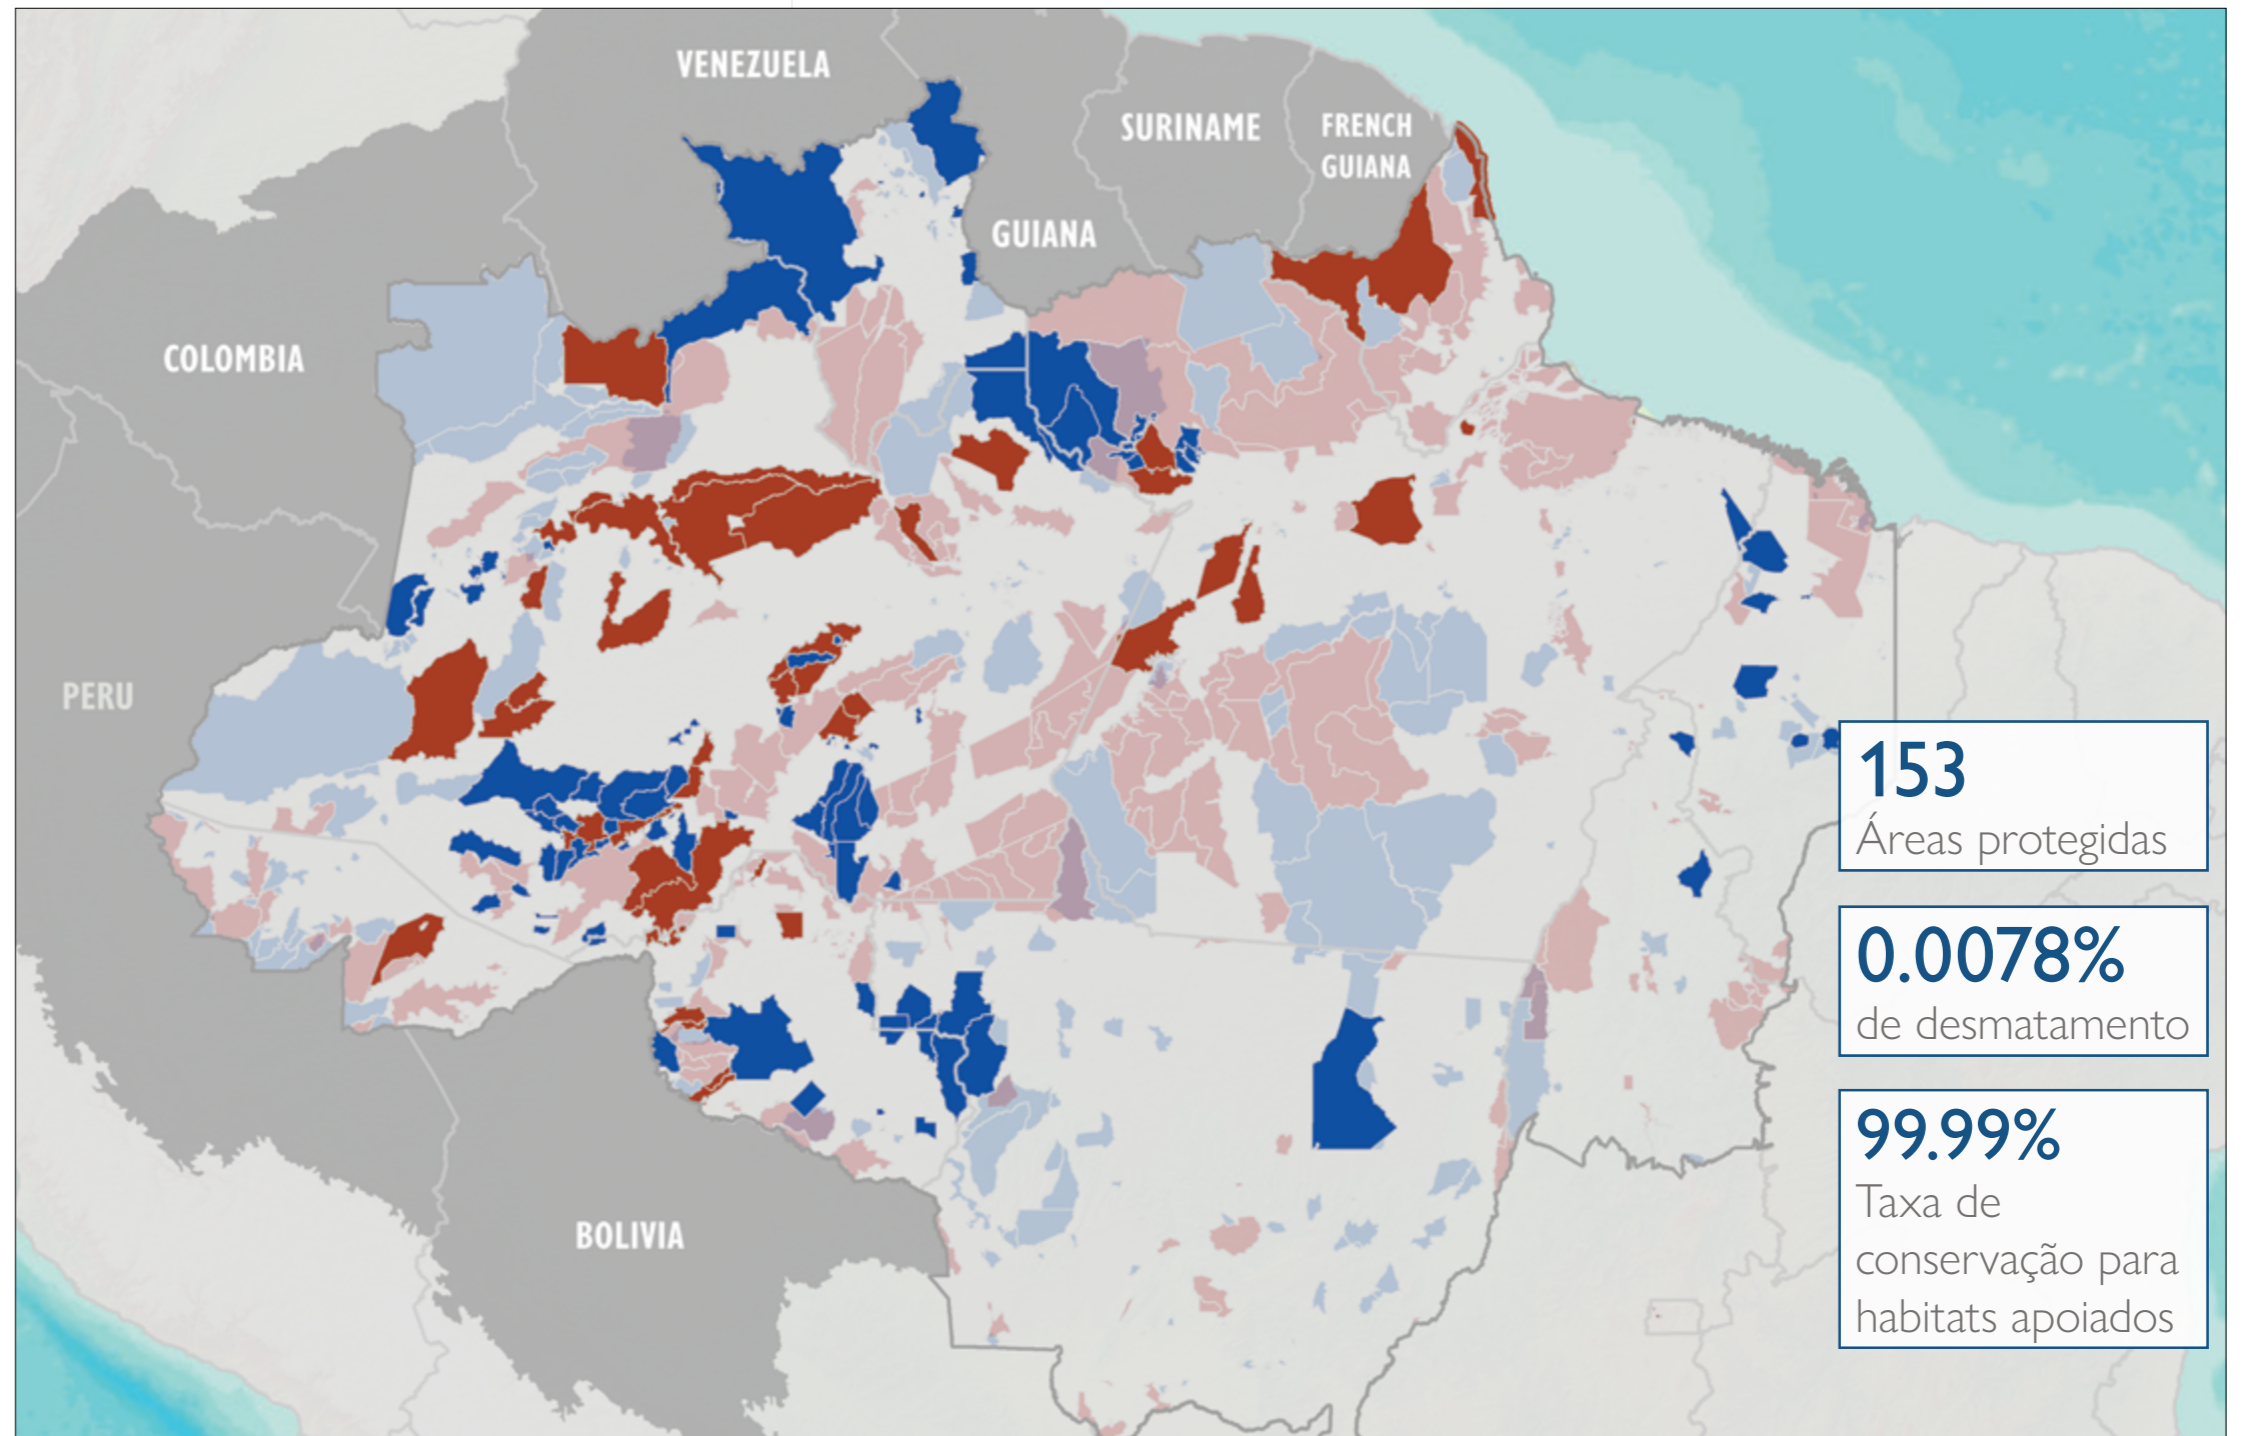 VENEZUELA
SURINAME
FRENCH
GUIANA
GUIANA
COLOMBIA
PERU
BOLIVIA
153
Áreas protegidas
0.0078%
de desmatamento
99.99%
Taxa de
conservação para
habitats apoiados